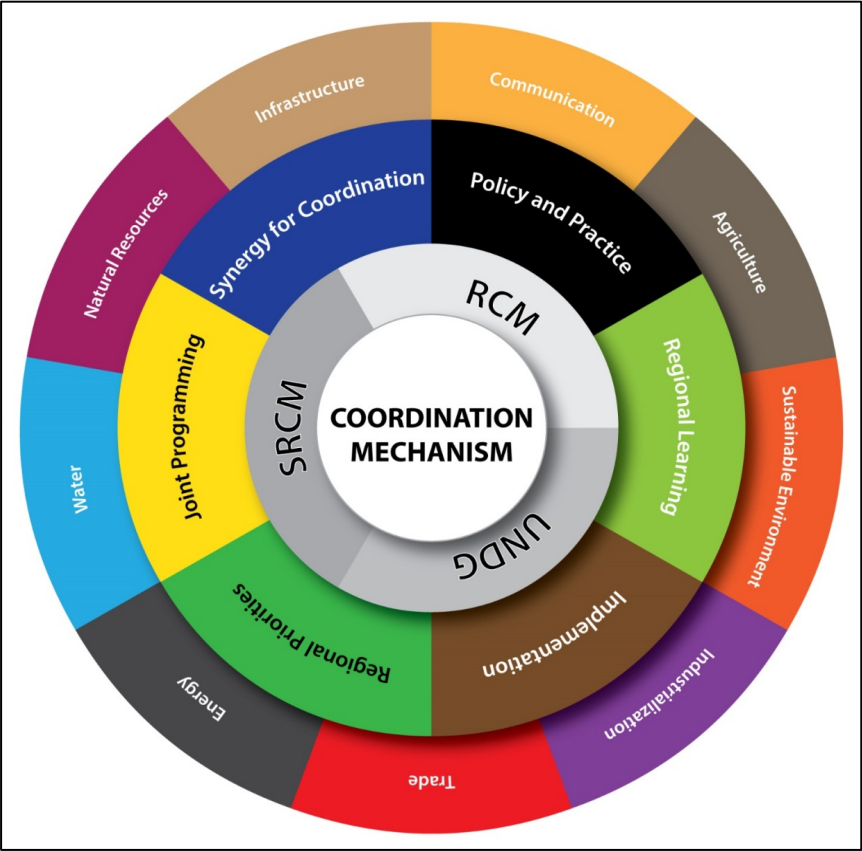 COORDINATION
MECHANISM
RCM
UNDG
SRCM
Policy and Practice
Regional Learning
Implementation
Regional Priorities
Joint Programming
Synergy for Coordination
Communication
Agriculture
Sustainable Environment
Industrialization
Trade
Energy
Water
Natural Resources
Infrastructure